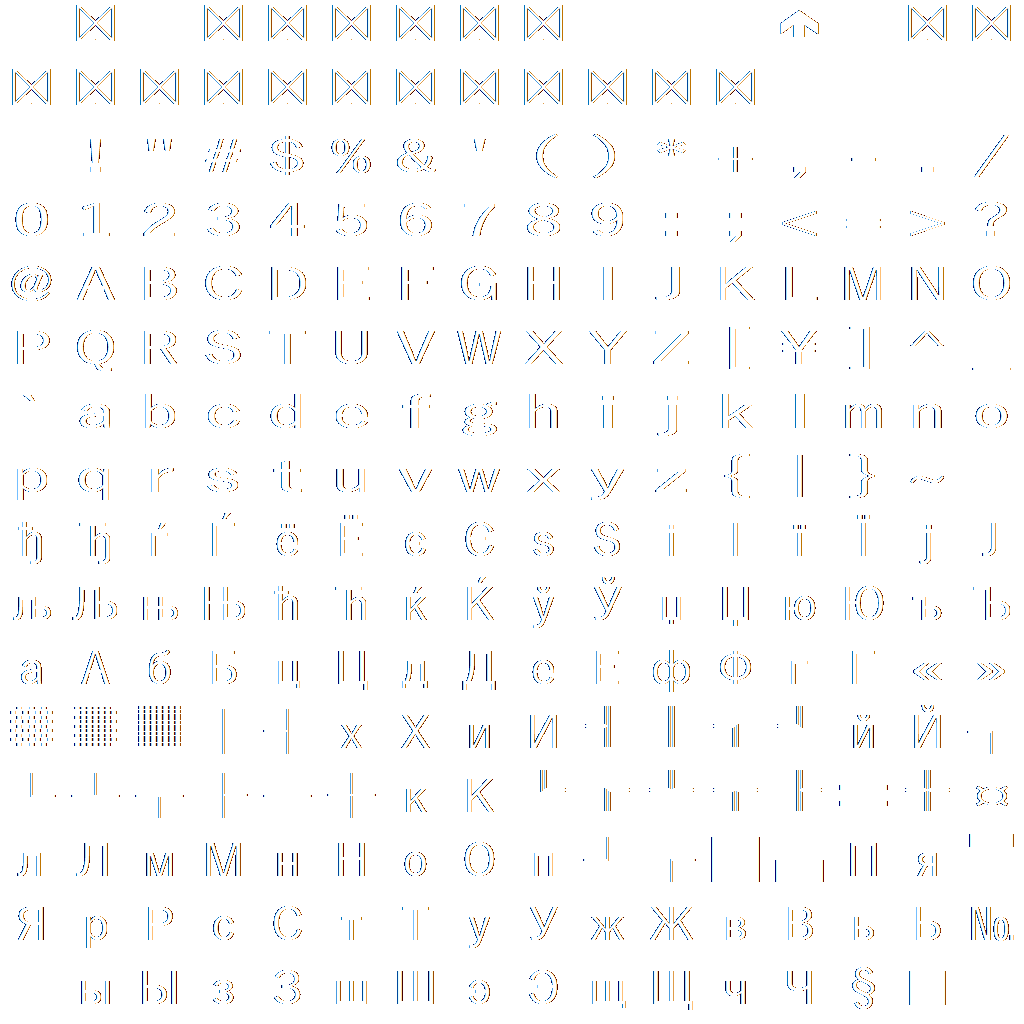 ! " # $ % & ' ( ) * + , - . /
0 1 2 3 4 5 6 7 8 9 : ; < = > ?
@ A B C D E F G H I J K L M N O
P Q R S T U V W X Y Z [ ¥ ] ^ _
` a b c d e f g h i j k l m n o
p q r s t u v w x y z { | } ~
ђ Ђ ѓ Ѓ ё Ё є Є ѕ Ѕ і І ї Ї ј Ј
љ Љ њ Њ ћ Ћ ќ Ќ ў Ў џ Џ ю Ю ъ Ъ
а А б Б ц Ц д Д е Е ф Ф г Г « »
░ ▒ ▓ │ ┤ х Х и И ╣ ║ ╗ ╝ й Й ┐
└ ┴ ┬ ├ ─ ┼ к К ╚ ╔ ╩ ╦ ╠ ═ ╬ ¤
л Л м М н Н о О п ┘ ┌ █ ▄ П я ▀
Я р Р с С т Т у У ж Ж в В ь Ь №
ы Ы з З ш Ш э Э щ Щ ч Ч § ■